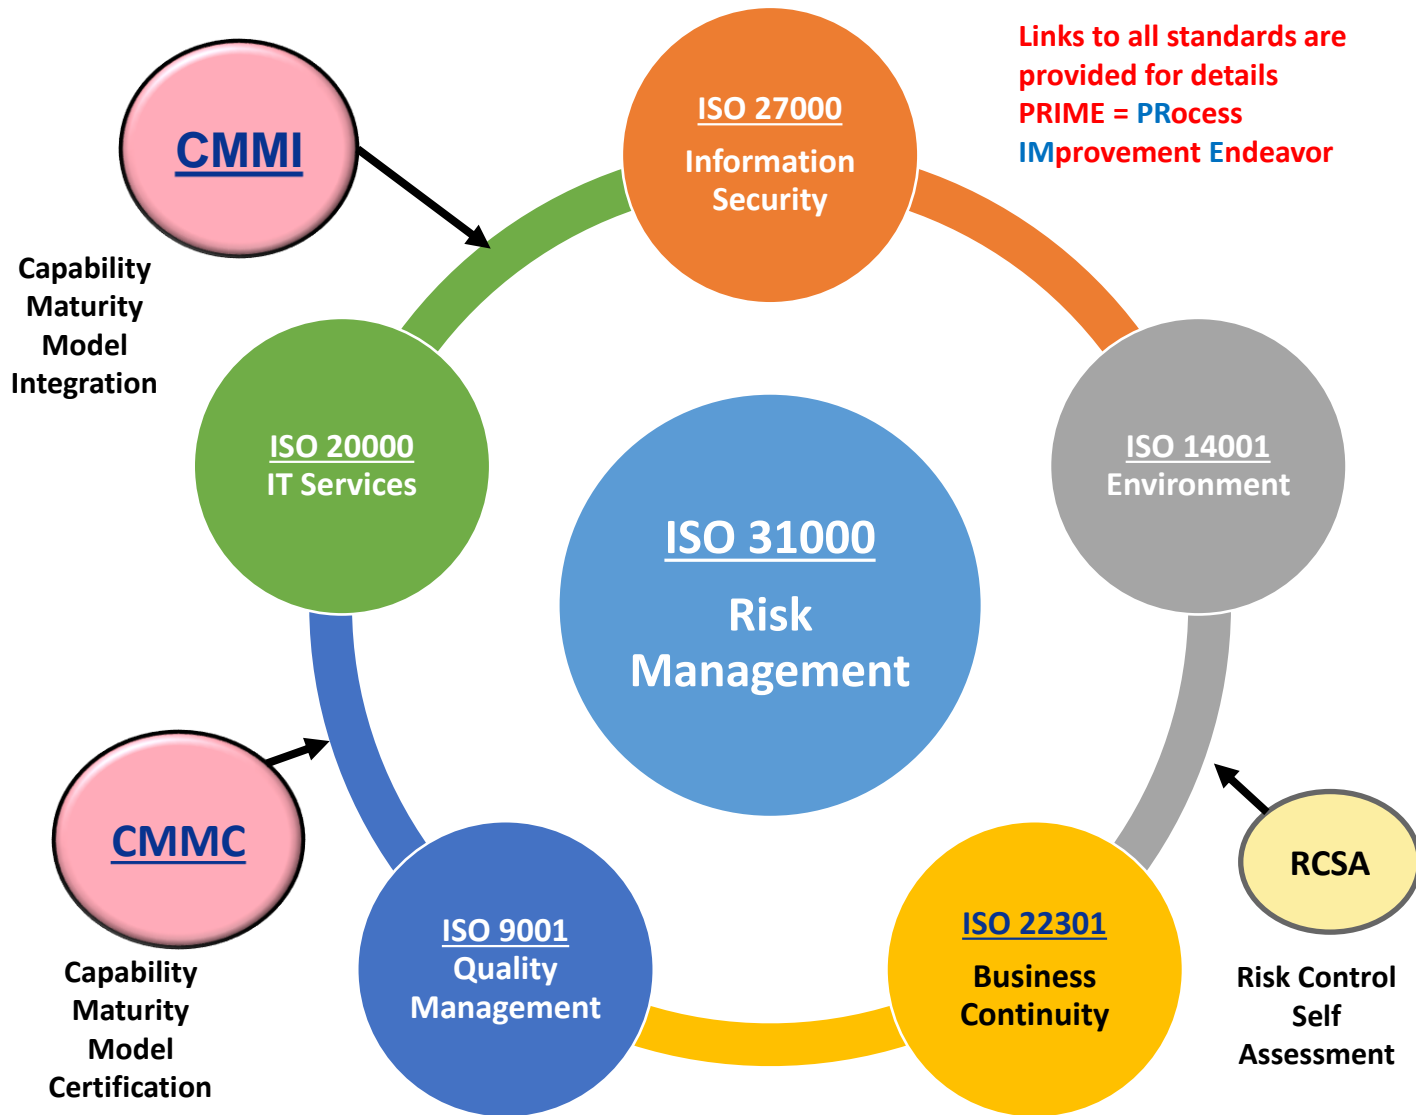 Links to all standards are
provided for details
PRIME = PRocess
IMprovement Endeavor
CMMI
Capability
Maturity
Model
Integration
ISO 27000
Information
Security
ISO 20000
IT Services
ISO 14001
Environment
ISO 31000
Risk
Management
CMMC
Capability
Maturity
Model
Certification
ISO 9001
Quality
Management
ISO 22301
Business
Continuity
RCSA
Risk Control
Self
Assessment